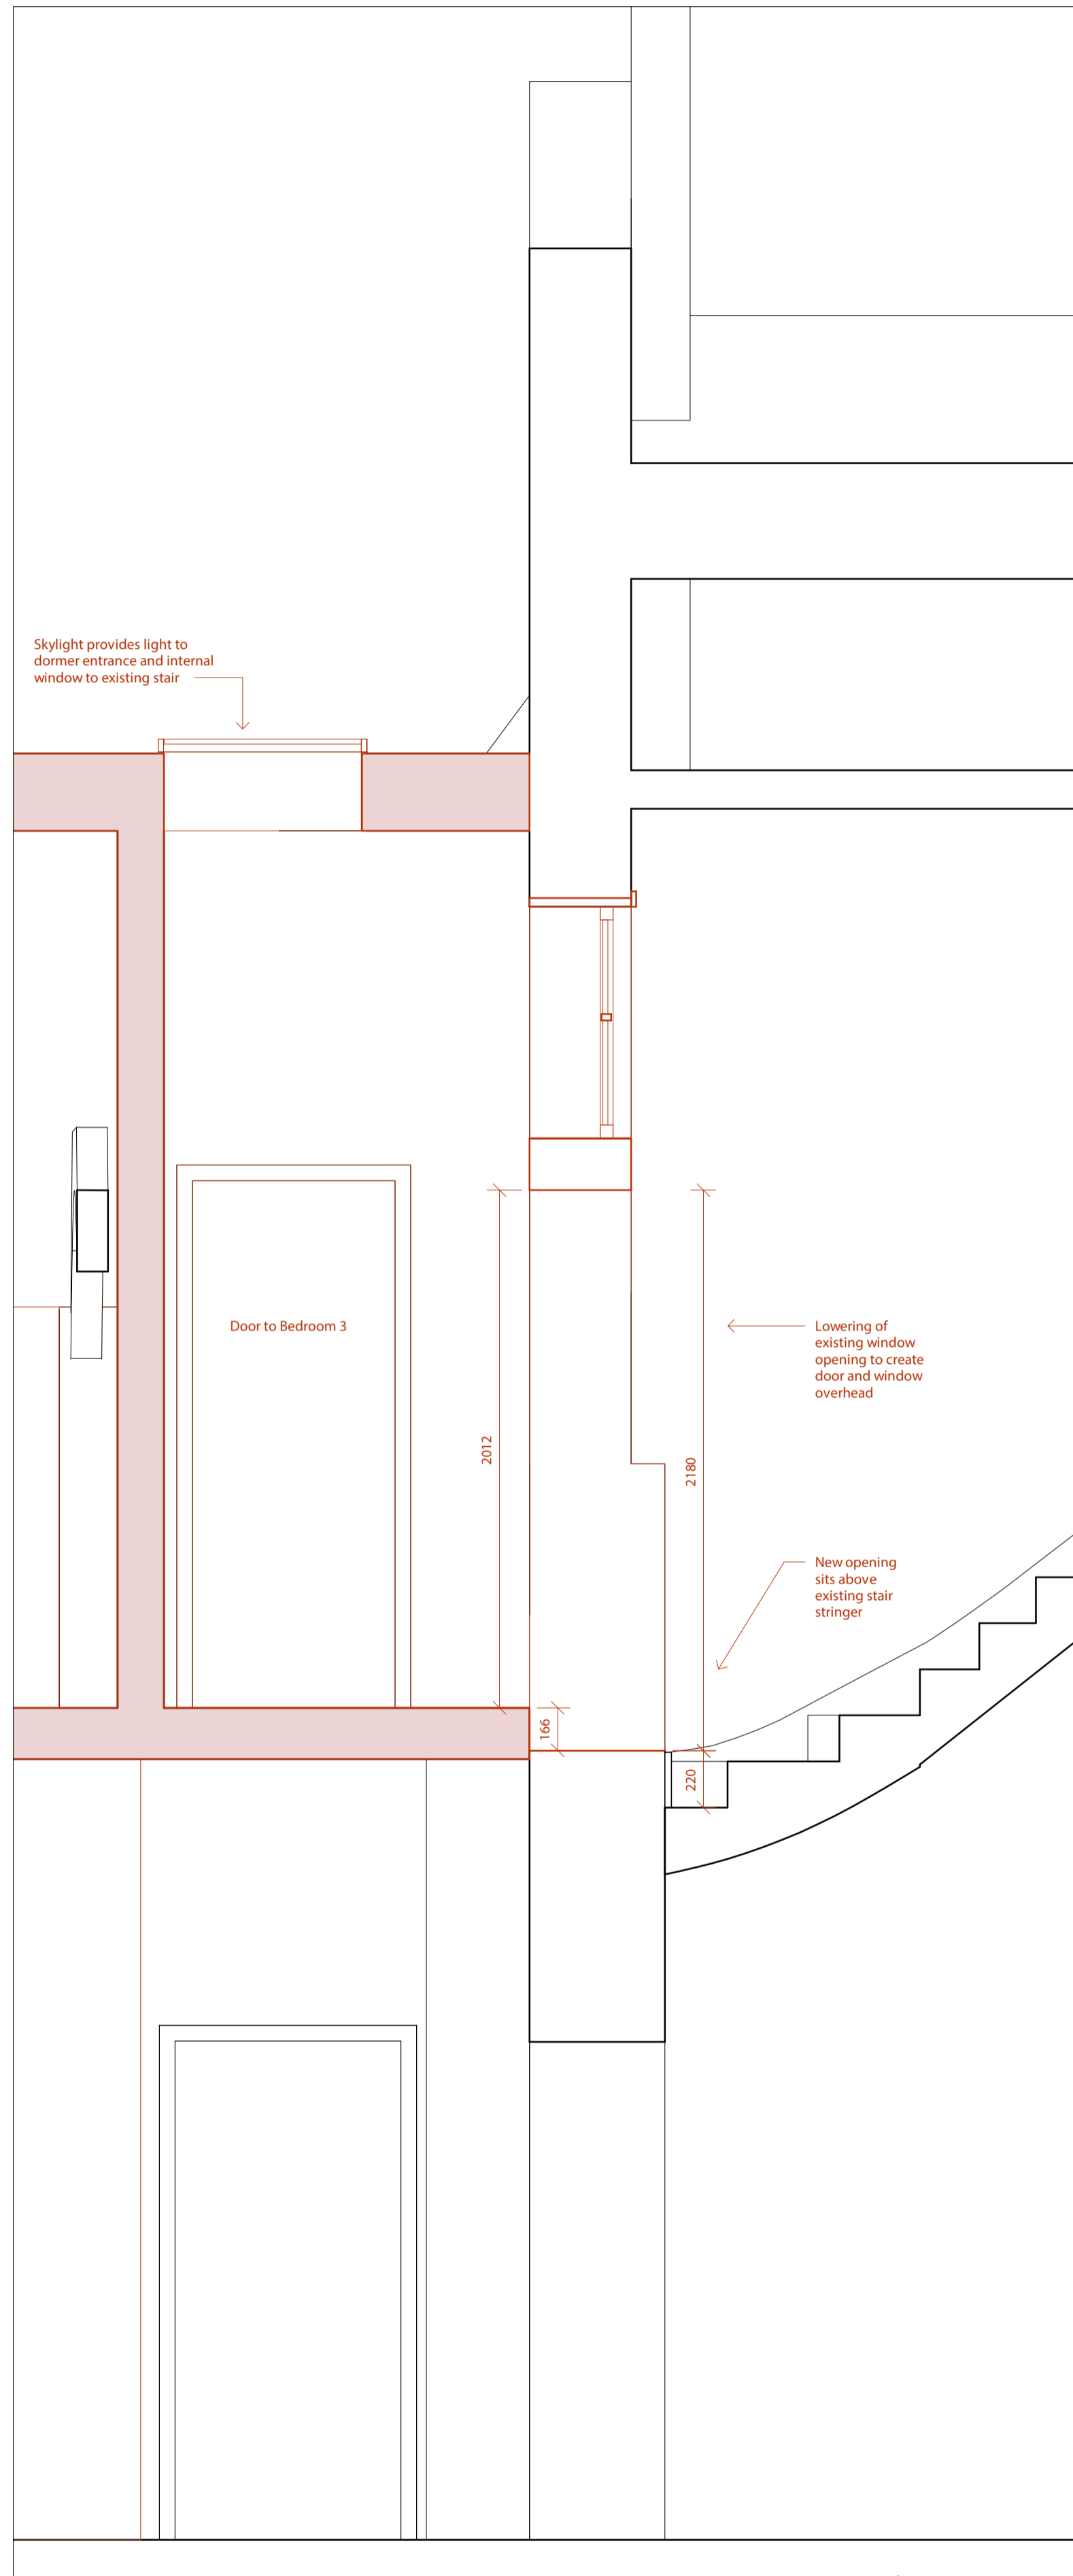 Skylight provides light to
dormer entrance and internal
window to existing stair
Door to Bedroom 3
Lowering of
existing window
opening to create
door and window
overhead
2012
2180
New opening
sits above
existing stair
stringer
166
220